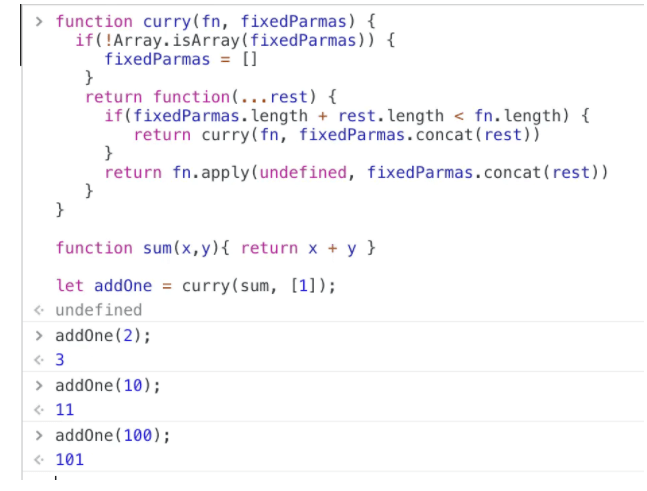 > function curry(fn, fixedParmas) {
if(!Array.isArray(fixedParmas)) {
fixedParmas = []
}
return function(...rest) {
if(fixedParmas.length + rest.length < fn.length) {
return curry(fn, fixedParmas.concat(rest))
}
return fn.apply(undefined, fixedParmas.concat(rest))
}
}
function sum(x,y){ return x + y }
let addOne = curry(sum, [1]);
< undefined
> addOne(2);
< 3
> addOne(10);
< 11
> addOne(100);
< 101